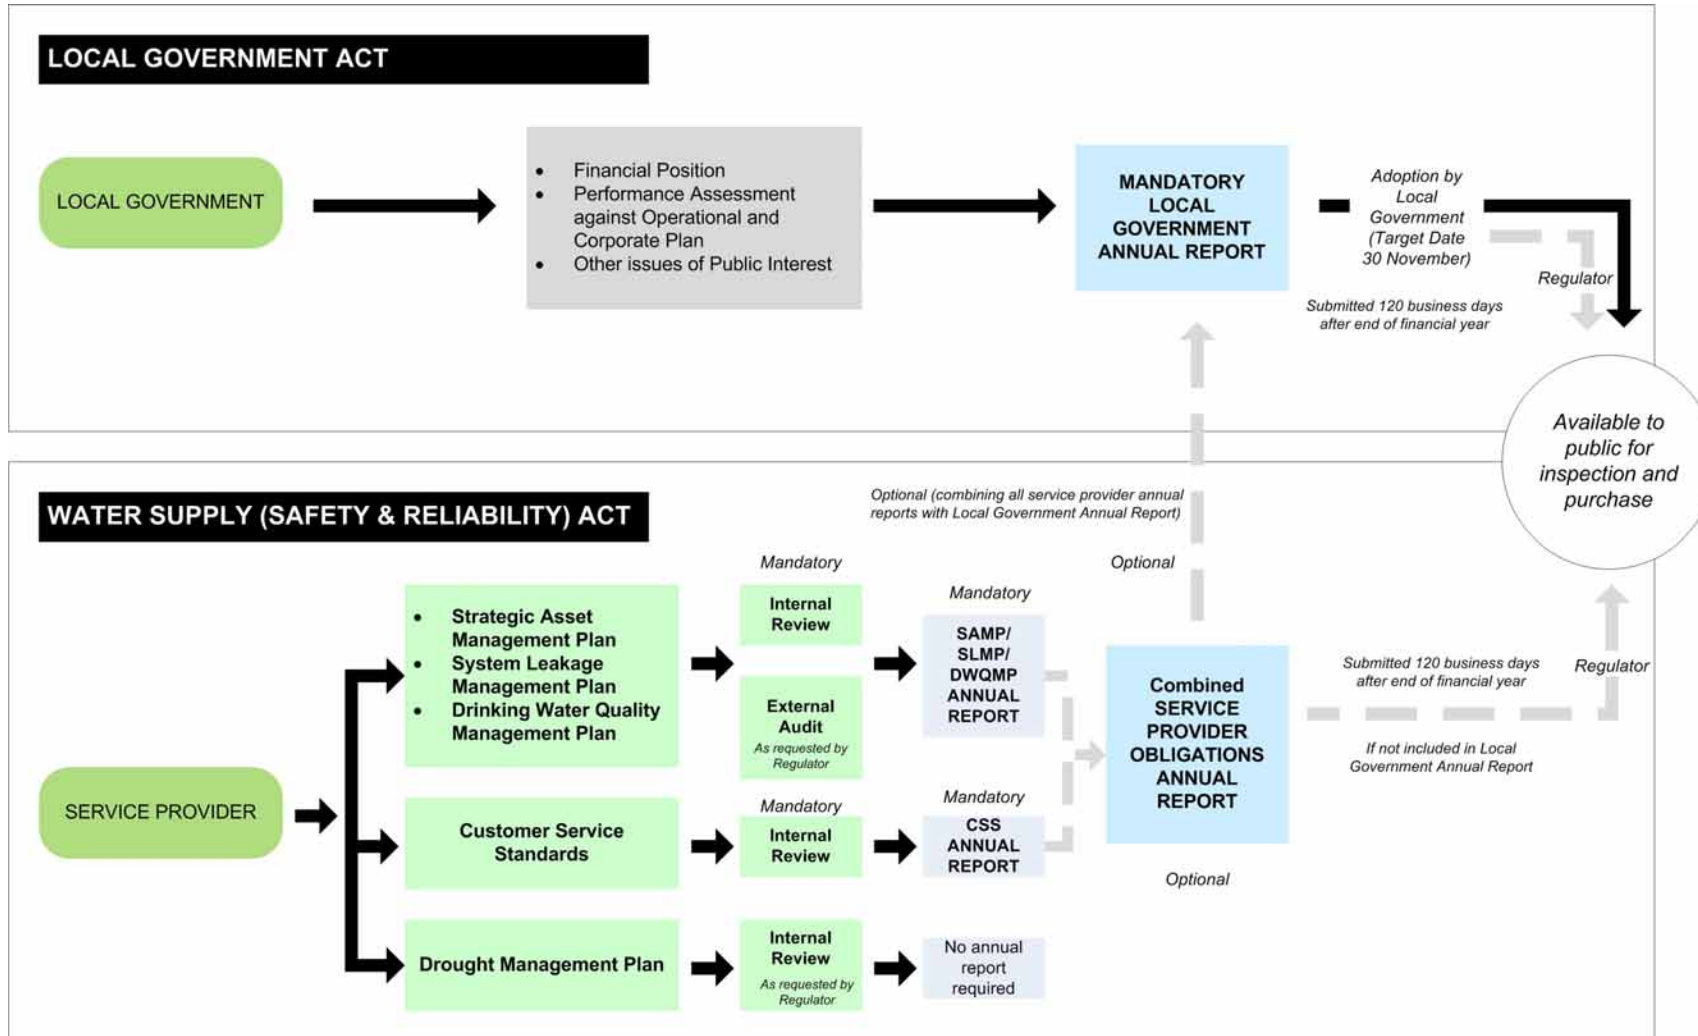 LOCAL GOVERNMENT ACT
LOCAL GOVERNMENT
• Financial Position
• Performance Assessment
against Operational and
Corporate Plan
• Other issues of Public Interest
MANDATORY
LOCAL
GOVERNMENT
ANNUAL REPORT
Adoption by
Local
Government
(Target Date
30 November)
Regulator
Submitted 120 business days
after end of financial year
Available to
public for
inspection and
purchase
WATER SUPPLY (SAFETY & RELIABILITY) ACT
Optional (combining all service provider annual
reports with Local Government Annual Report)
Optional
SERVICE PROVIDER
• Strategic Asset
Management Plan
• System Leakage
Management Plan
• Drinking Water Quality
Management Plan
Mandatory
Internal
Review
External
Audit
As requested by
Regulator
Mandatory
SAMP/
SLMP/
DWQMP
ANNUAL
REPORT
Customer Service
Standards
Mandatory
Internal
Review
Mandatory
CSS
ANNUAL
REPORT
Drought Management Plan
Internal
Review
As requested by
Regulator
No annual
report
required
Combined
SERVICE
PROVIDER
OBLIGATIONS
ANNUAL
REPORT
Optional
Submitted 120 business days
after end of financial year
Regulator
If not included in Local
Government Annual Report